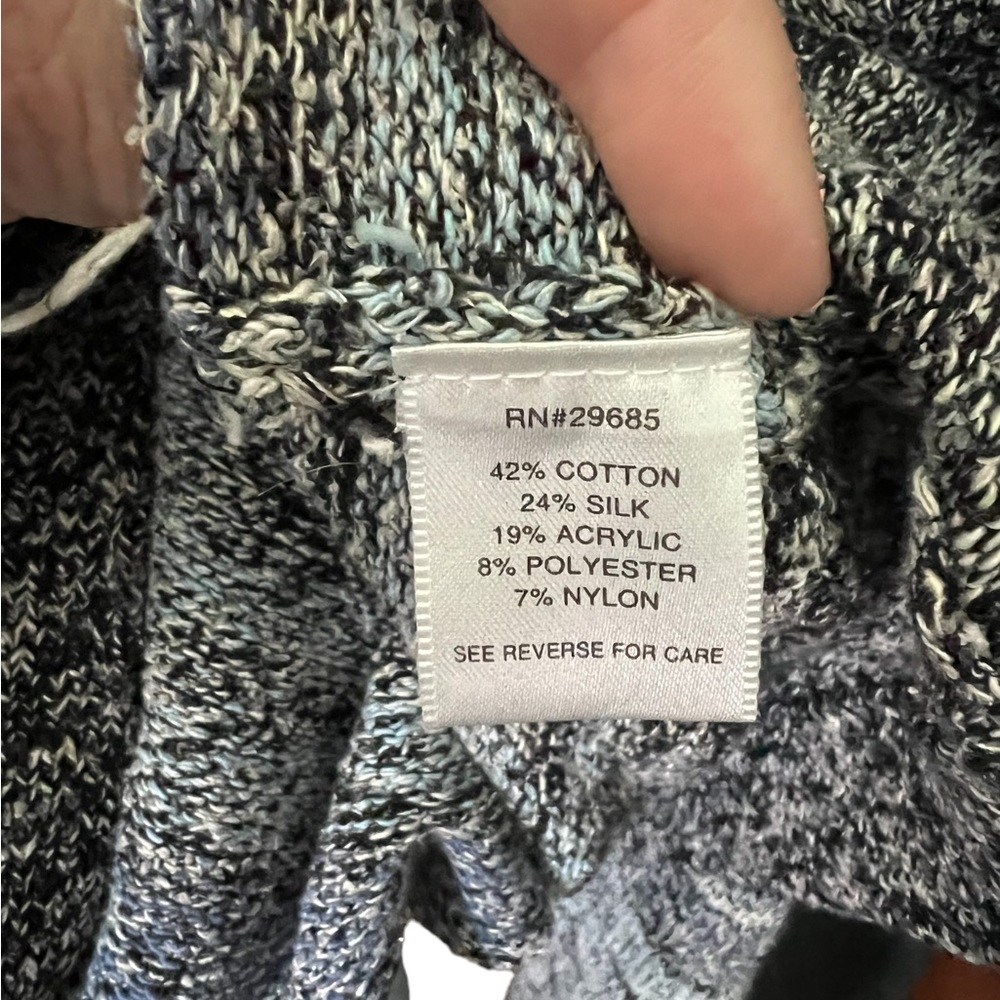 RN#29685
42% COTTON
24% SILK
19% ACRYLIC
8% POLYESTER
7% NYLON
SEE REVERSE FOR CARE